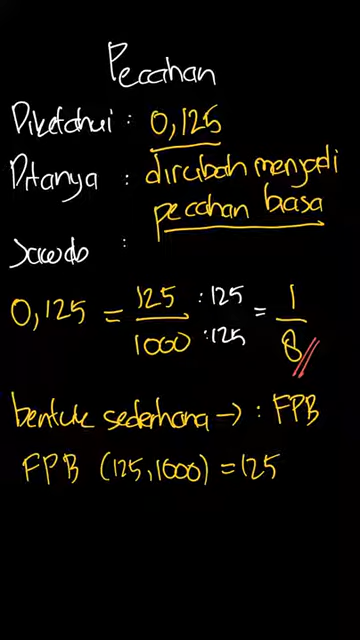 Pecahan
Diketahui : 0,125
Ditanya : dirubah menjadi
pecahan biasa
Jawab :
0,125 = 125/1000 :125/:125 = 1/8
bentuk sederhana → : FPB
FPB (125,1000) = 125